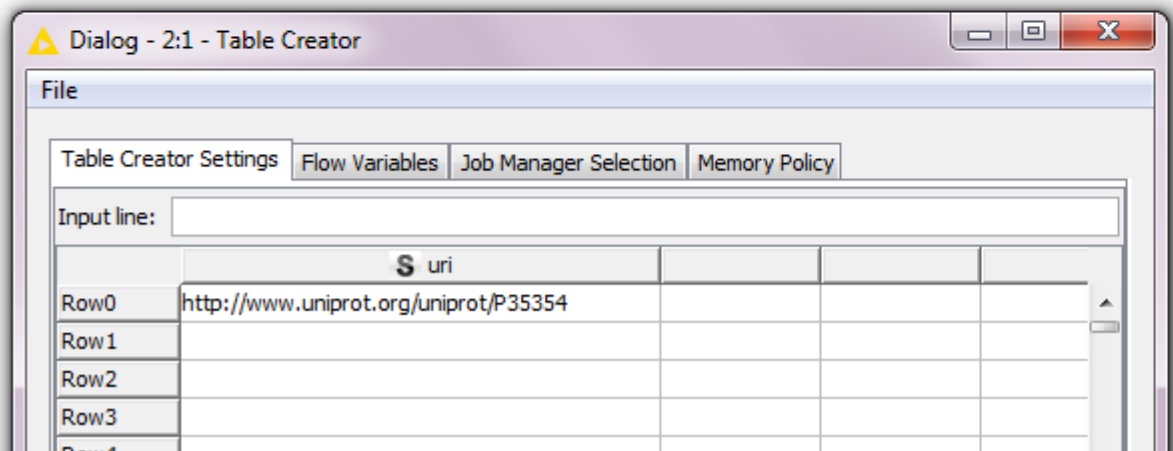 Dialog - 2:1 - Table Creator
File
Table Creator Settings Flow Variables Job Manager Selection Memory Policy
Input line:
S uri
Row0 http://www.uniprot.org/uniprot/P35354
Row1
Row2
Row3